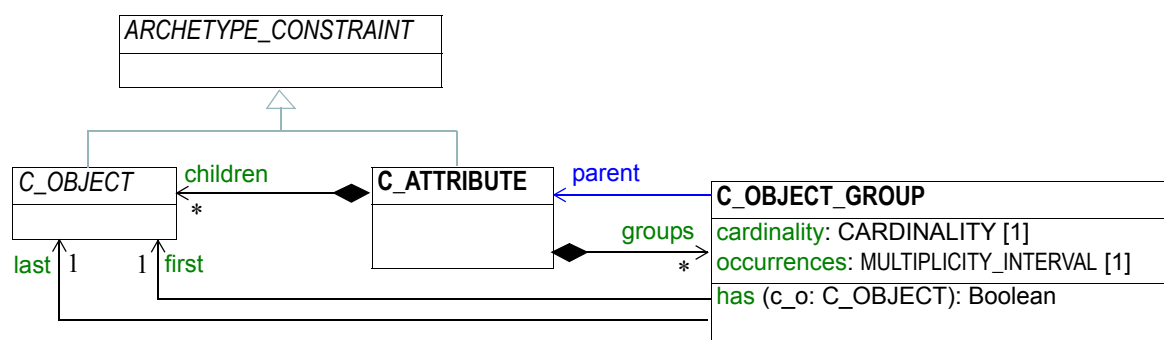 ARCHETYPE_CONSTRAINT
C_OBJECT
children
*
C_ATTRIBUTE
parent
C_OBJECT_GROUP
cardinality: CARDINALITY [1]
occurrences: MULTIPLICITY_INTERVAL [1]
has (c_o: C_OBJECT): Boolean
groups
*
last
1
1
first